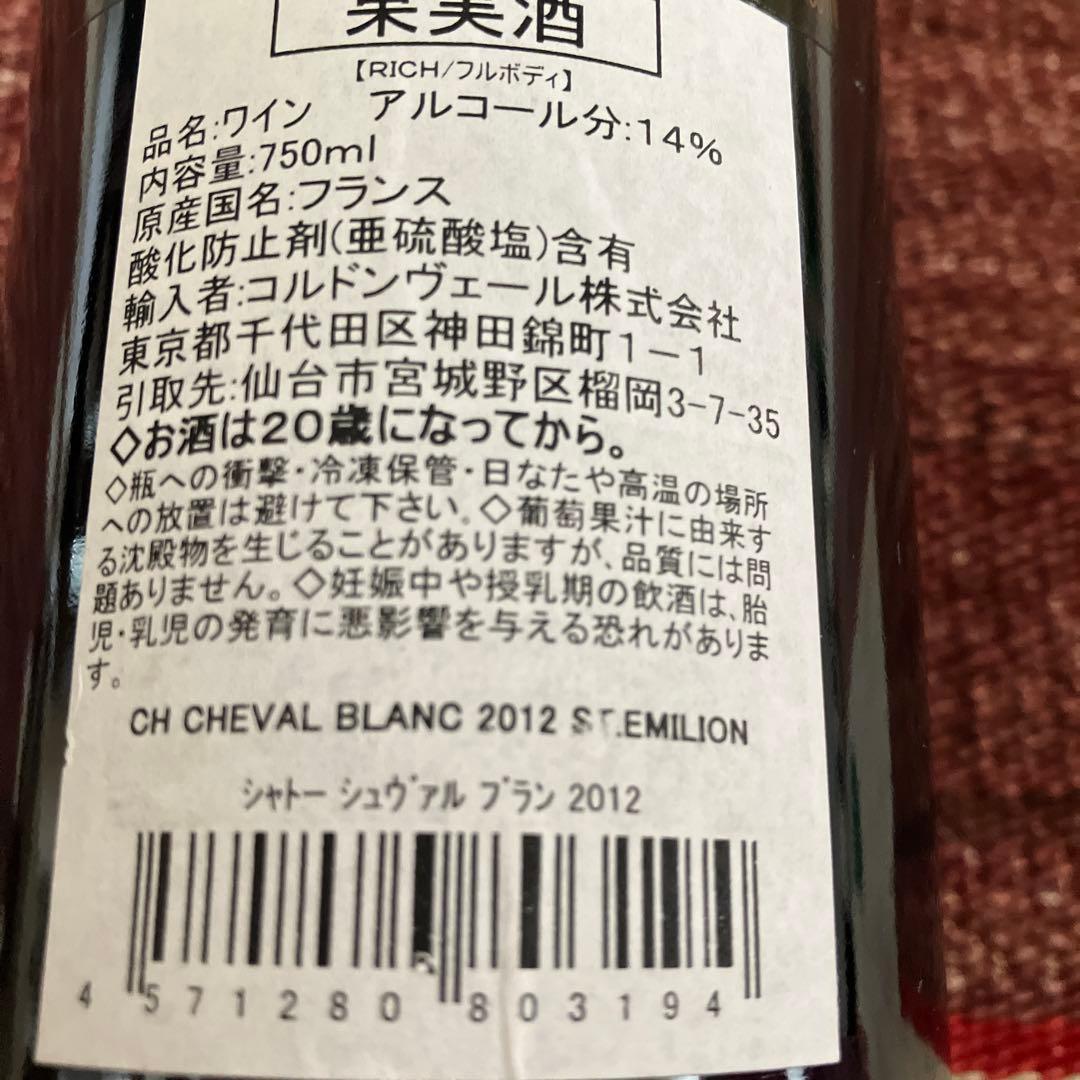 果実酒
【RICH/フルボディ】
品名:ワイン　アルコール分:14%
内容量:750ml
原産国名:フランス
酸化防止剤(亜硫酸塩)含有
輸入者:コルドンヴェール株式会社
東京都千代田区神田錦町1-1
引取先:仙台市宮城野区榴岡3-7-35
◇お酒は20歳になってから。
◇瓶への衝撃・冷凍保管・日なたや高温の場所
への放置は避けて下さい。◇葡萄果汁に由来す
る沈殿物を生じることがありますが、品質には問
題ありません。◇妊娠中や授乳期の飲酒は、胎
児・乳児の発育に悪影響を与える恐れがありま
す。
CH CHEVAL BLANC 2012 ST.EMILION
ｼｬﾄー ｼｭｳﾞｧﾙ ﾌﾞﾗﾝ 2012
4 571280 803194